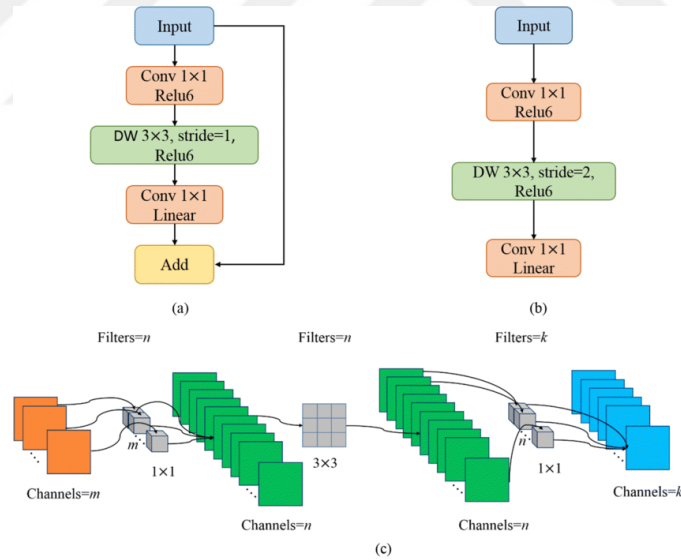 Input
Conv 1×1
Relu6
DW 3×3, stride=1,
Relu6
Conv 1×1
Linear
Add
(a)
Input
Conv 1×1
Relu6
DW 3×3, stride=2,
Relu6
Conv 1×1
Linear
(b)
Filters=n
Filters=n
Filters=k
m
1×1
3×3
n
1×1
Channels=m
Channels=n
Channels=n
Channels=k
(c)